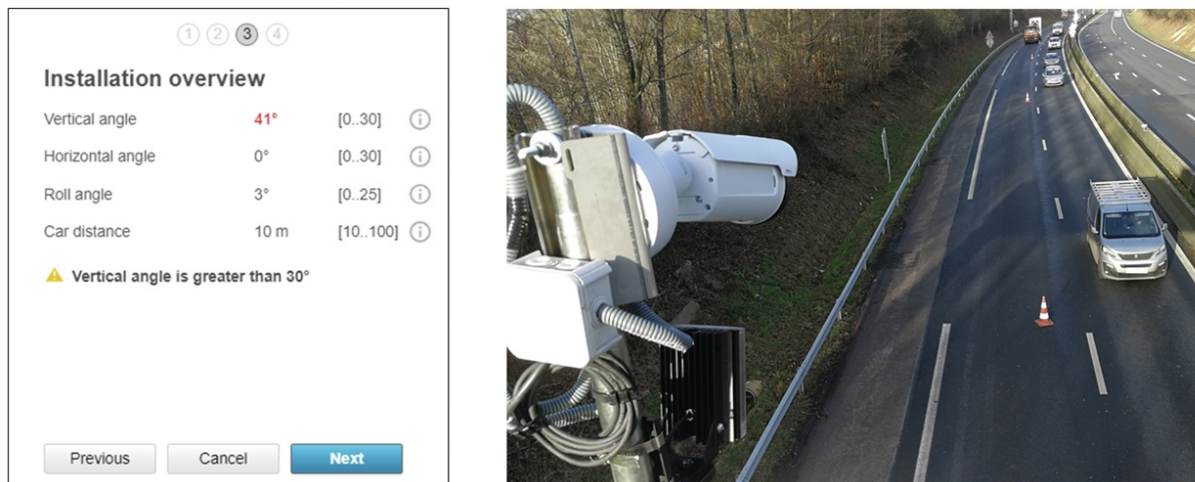 1 2 3 4
Installation overview
Vertical angle 41° [0..30] i
Horizontal angle 0° [0..30] i
Roll angle 3° [0..25] i
Car distance 10 m [10..100] i
Vertical angle is greater than 30°
Previous Cancel Next